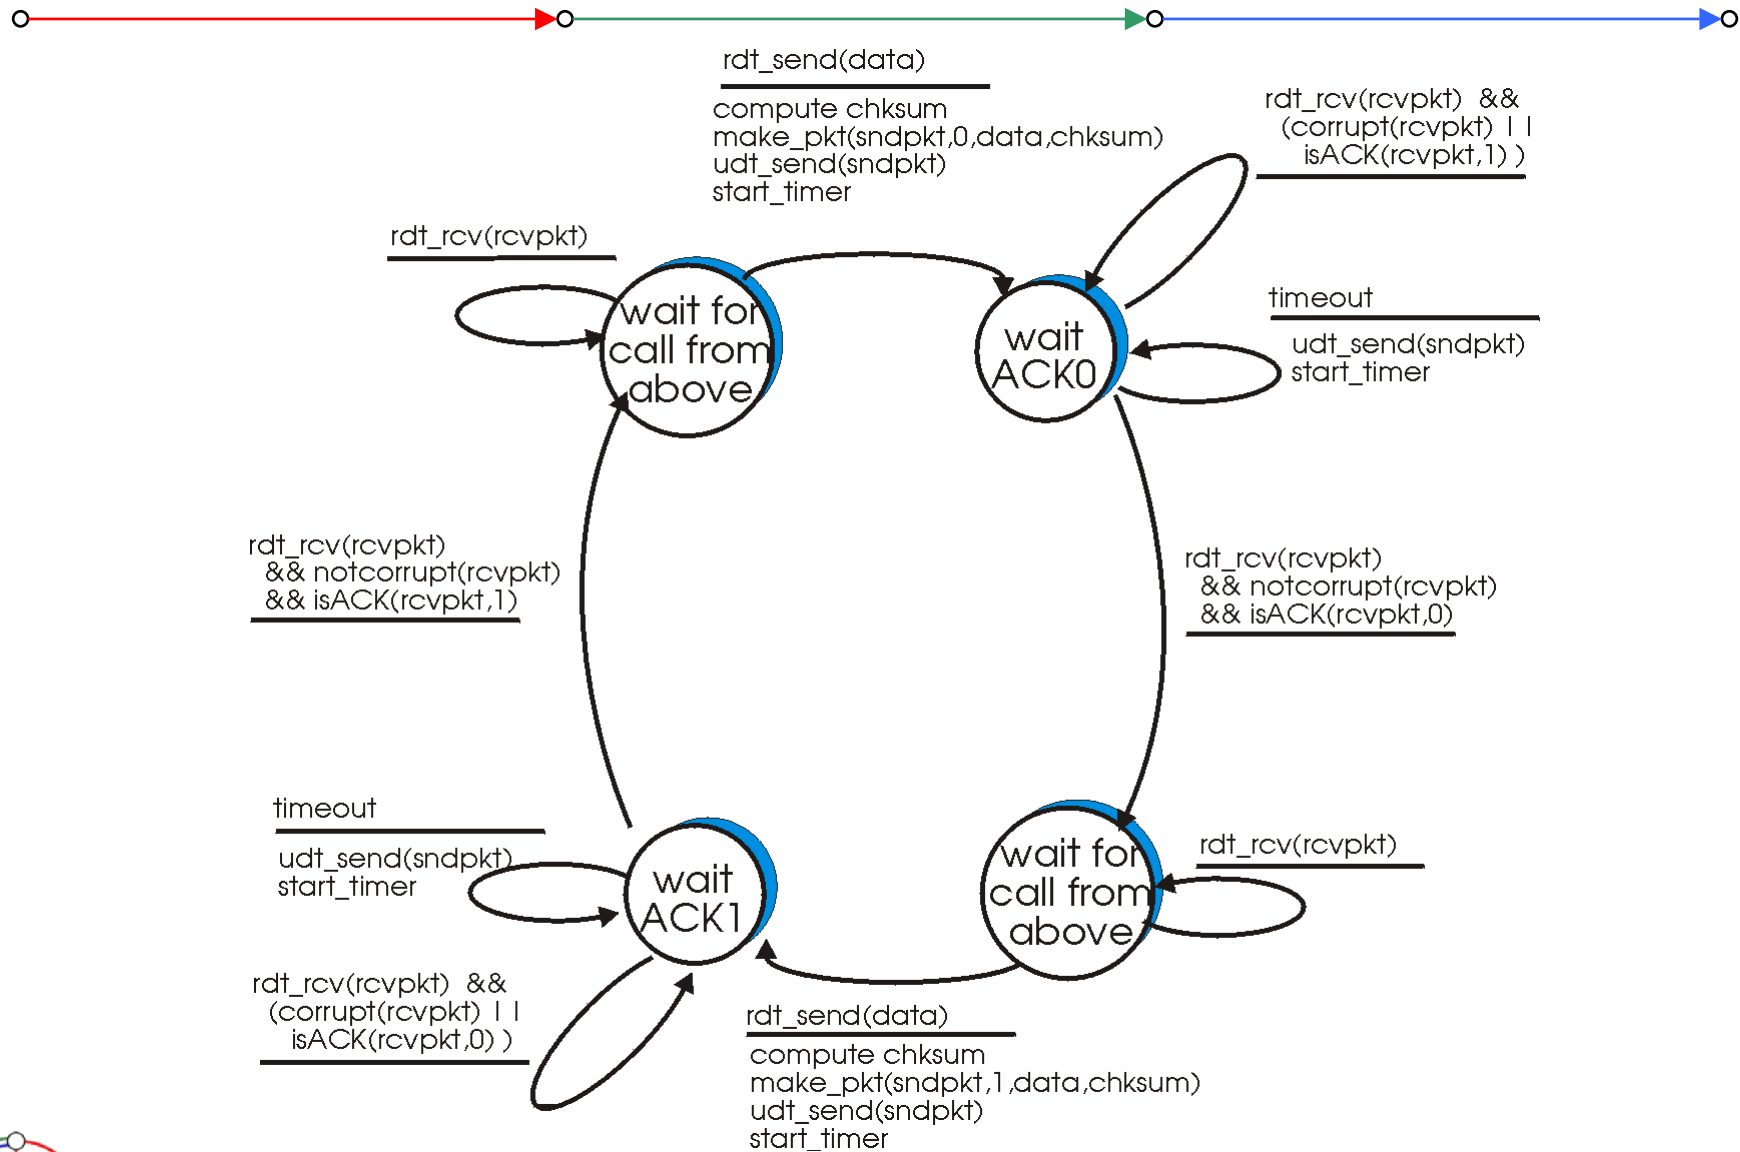 rdt_send(data)
compute chksum
make_pkt(sndpkt,0,data,chksum)
udt_send(sndpkt)
start_timer
rdt_rcv(rcvpkt) &&
(corrupt(rcvpkt) ||
isACK(rcvpkt,1) )
rdt_rcv(rcvpkt)
wait for
call from
above
wait
ACK0
timeout
udt_send(sndpkt)
start_timer
rdt_rcv(rcvpkt)
&& notcorrupt(rcvpkt)
&& isACK(rcvpkt,1)
rdt_rcv(rcvpkt)
&& notcorrupt(rcvpkt)
&& isACK(rcvpkt,0)
timeout
udt_send(sndpkt)
start_timer
wait
ACK1
wait for
call from
above
rdt_rcv(rcvpkt)
rdt_rcv(rcvpkt) &&
(corrupt(rcvpkt) ||
isACK(rcvpkt,0) )
rdt_send(data)
compute chksum
make_pkt(sndpkt,1,data,chksum)
udt_send(sndpkt)
start_timer